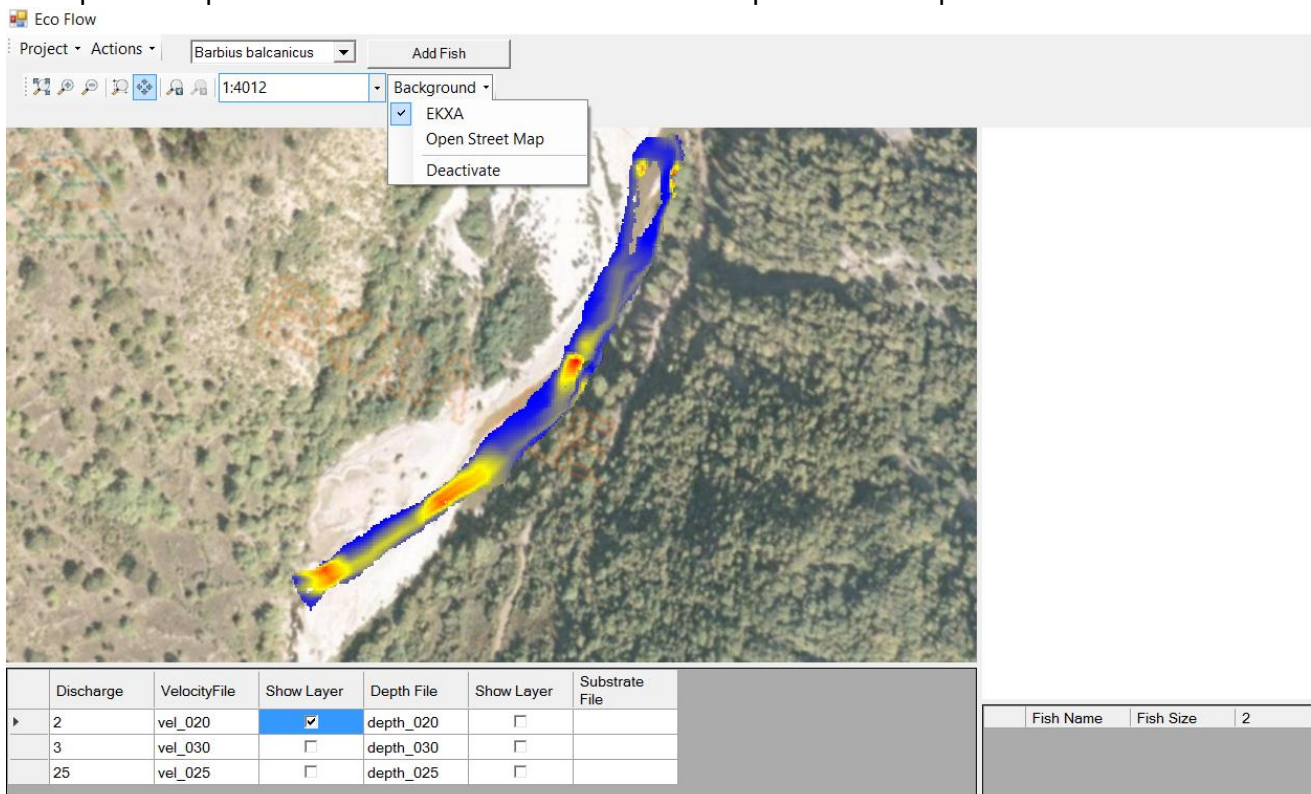 Eco Flow
Project Actions Barbius balcanicus Add Fish
1:4012 Background
EKXA
Open Street Map
Deactivate
Discharge VelocityFile Show Layer Depth File Show Layer Substrate File
2 vel_020 depth_020
3 vel_030 depth_030
25 vel_025 depth_025
Fish Name Fish Size 2